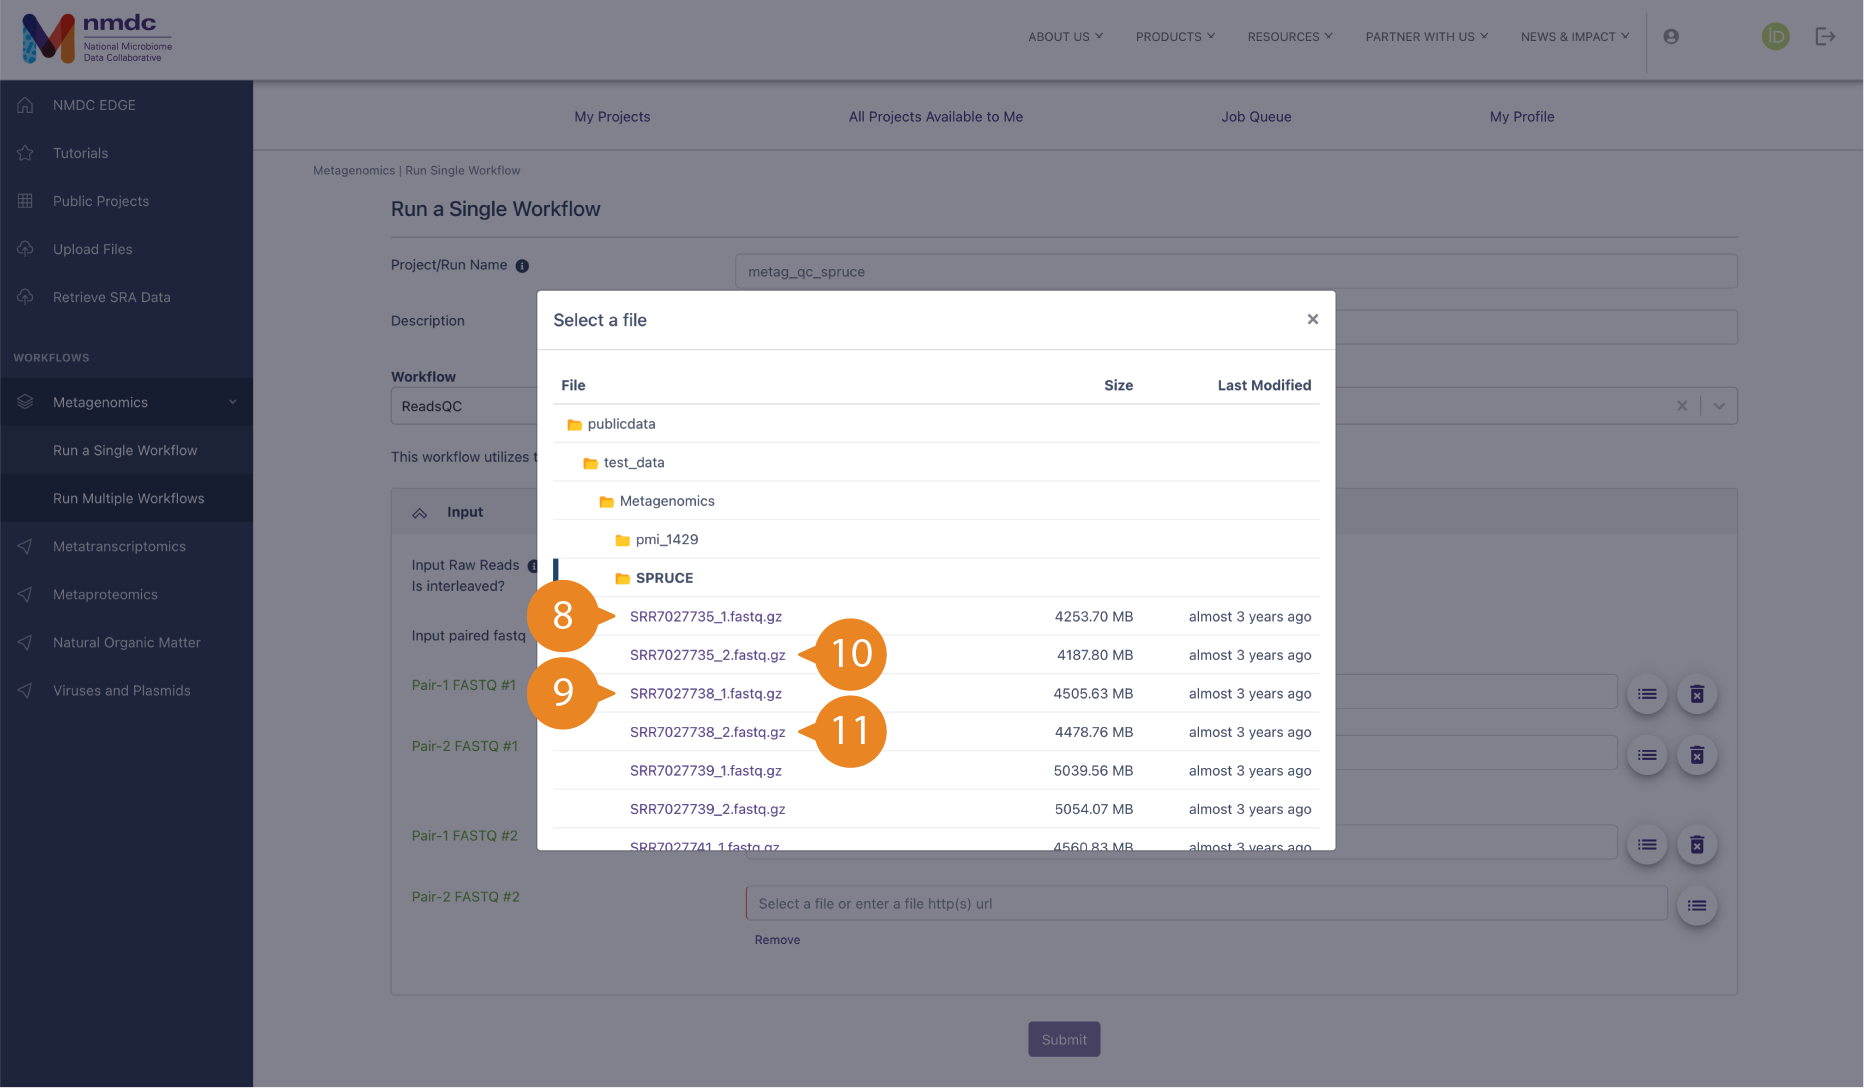 nmdc
National Microbiome
Data Collaborative
ABOUT US
PRODUCTS
RESOURCES
PARTNER WITH US
NEWS & IMPACT
iD
NMDC EDGE
Tutorials
Public Projects
Upload Files
Retrieve SRA Data
WORKFLOWS
Metagenomics
Run a Single Workflow
Run Multiple Workflows
Metatranscriptomics
Metaproteomics
Natural Organic Matter
Viruses and Plasmids
My Projects
All Projects Available to Me
Job Queue
My Profile
Metagenomics | Run Single Workflow
Run a Single Workflow
Project/Run Name
metag_qc_spruce
Description
Workflow
ReadsQC
This workflow utilizes
Input
Input Raw Reads
Is interleaved?
Input paired fastq
Pair-1 FASTQ #1
Pair-2 FASTQ #1
Pair-1 FASTQ #2
Pair-2 FASTQ #2
Select a file or enter a file http(s) url
Remove
Submit
Select a file
×
File Size Last Modified
publicdata
test_data
Metagenomics
pmi_1429
SPRUCE
8 SRR7027735_1.fastq.gz 4253.70 MB almost 3 years ago
SRR7027735_2.fastq.gz 10 4187.80 MB almost 3 years ago
9 SRR7027738_1.fastq.gz 4505.63 MB almost 3 years ago
SRR7027738_2.fastq.gz 11 4478.76 MB almost 3 years ago
SRR7027739_1.fastq.gz 5039.56 MB almost 3 years ago
SRR7027739_2.fastq.gz 5054.07 MB almost 3 years ago
SRR7027741_1.fastq.gz 4560.83 MB almost 3 years ago